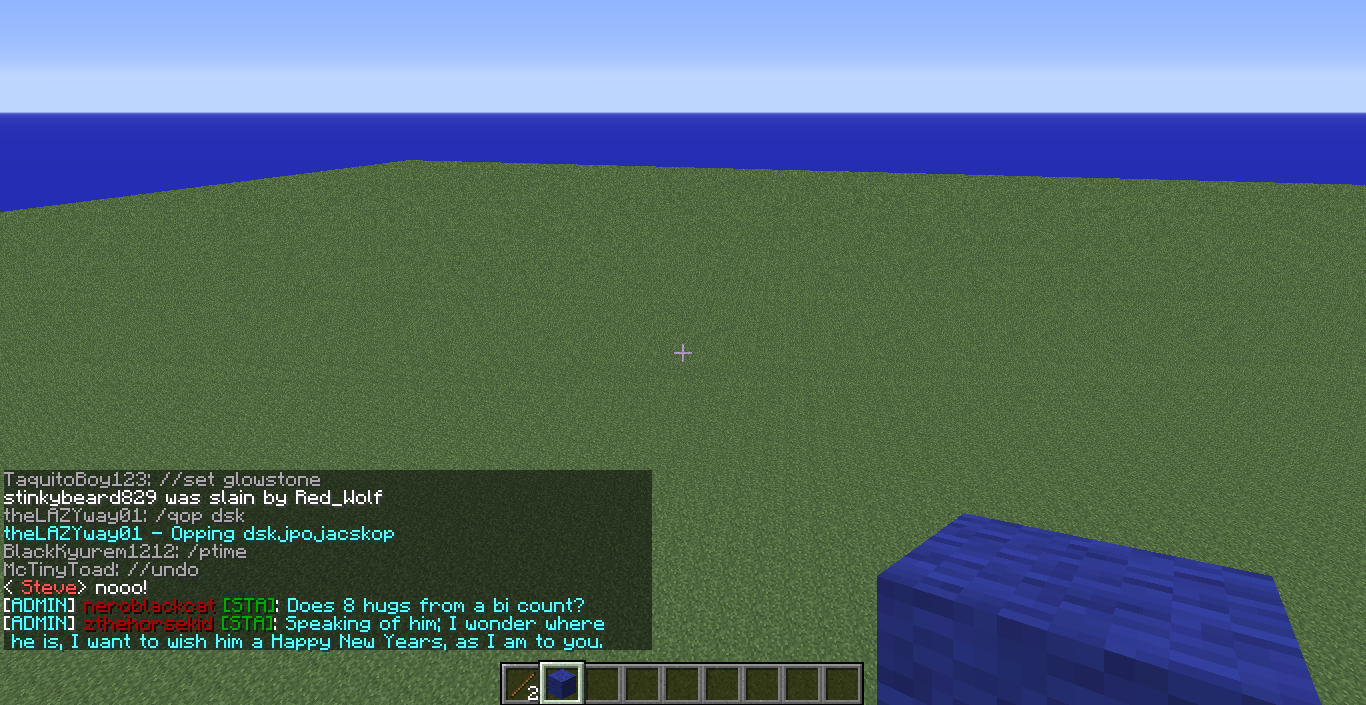 TaquitoBoy123: //set glowstone
stinkybeard829 was slain by Red_Wolf
theLAZYway01: /qop dsk
theLAZYway01 - Opping dskjpojacskop
BlackKyurem1212: /ptime
McTinyToad: //undo
< Steve> nooo!
[ADMIN] neroblackcat [STA]: Does 8 hugs from a bi count?
[ADMIN] zthehorsekid [STA]: Speaking of him; I wonder where
he is, I want to wish him a Happy New Years, as I am to you.
2